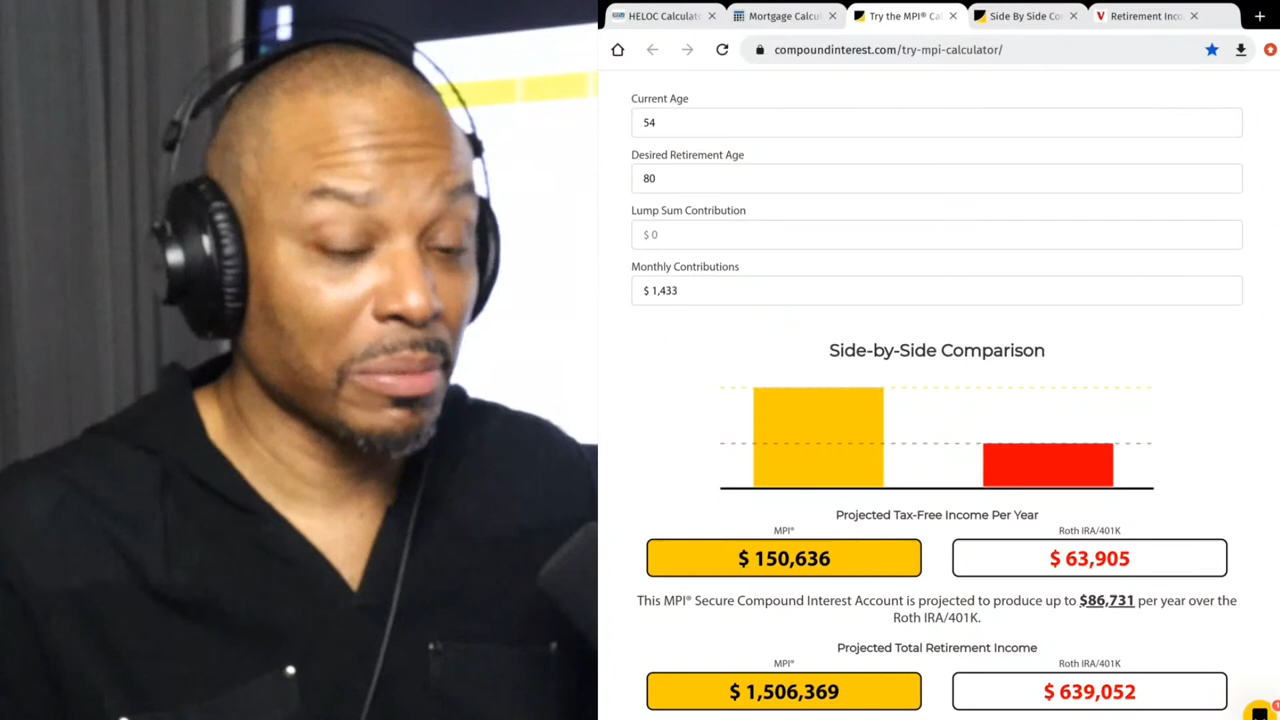 HELOC Calculat
Mortgage Calcu
Try the MPI® Ca
Side By Side Co
Retirement Inco
compoundinterest.com/try-mpi-calculator/
Current Age
54
Desired Retirement Age
80
Lump Sum Contribution
$ 0
Monthly Contributions
$ 1,433
Side-by-Side Comparison
Projected Tax-Free Income Per Year
MPI®
Roth IRA/401K
$ 150,636
$ 63,905
This MPI® Secure Compound Interest Account is projected to produce up to $86,731 per year over the
Roth IRA/401K.
Projected Total Retirement Income
MPI®
Roth IRA/401K
$ 1,506,369
$ 639,052